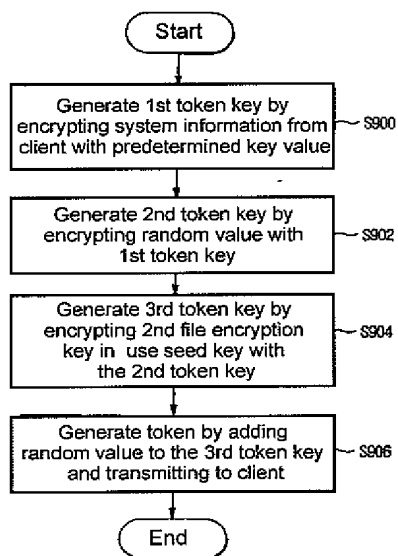 Start
Generate 1st token key by
encrypting system information from
client with predetermined key value
S900
Generate 2nd token key by
encrypting random value with
1st token key
S902
Generate 3rd token key by
encrypting 2nd file encryption
key in use seed key with
the 2nd token key
S904
Generate token by adding
random value to the 3rd token key
and transmitting to client
S906
End